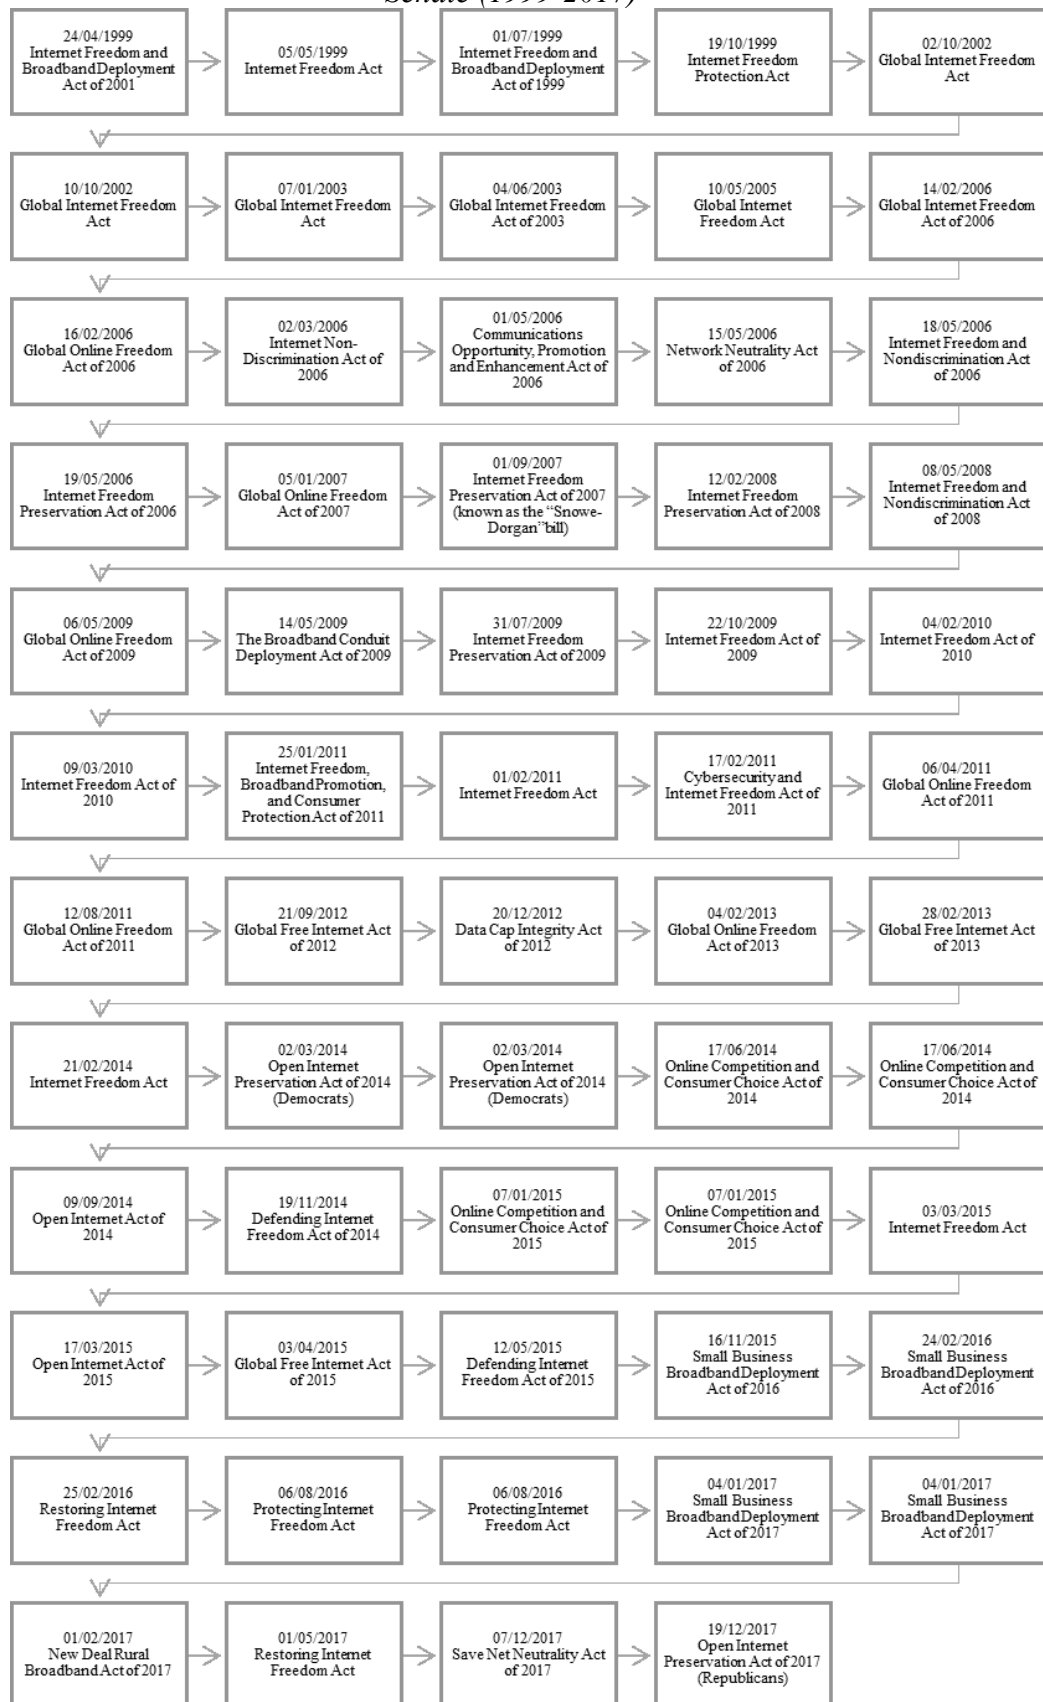 Senate (1999-2017)
24/04/1999
Internet Freedom and
Broadband Deployment
Act of 2001
05/05/1999
Internet Freedom Act
01/07/1999
Internet Freedom and
Broadband Deployment
Act of 1999
19/10/1999
Internet Freedom
Protection Act
02/10/2002
Global Internet Freedom
Act
10/10/2002
Global Internet Freedom
Act
07/01/2003
Global Internet Freedom
Act
04/06/2003
Global Internet Freedom
Act of 2003
10/05/2005
Global Internet
Freedom Act
14/02/2006
Global Internet Freedom
Act of 2006
16/02/2006
Global Online Freedom
Act of 2006
02/03/2006
Internet Non-
Discrimination Act of
2006
01/05/2006
Communications
Opportunity, Promotion
and Enhancement Act of
2006
15/05/2006
Network Neutrality Act
of 2006
18/05/2006
Internet Freedom and
Nondiscrimination Act
of 2006
19/05/2006
Internet Freedom
Preservation Act of 2006
05/01/2007
Global Online Freedom
Act of 2007
01/09/2007
Internet Freedom
Preservation Act of 2007
(known as the “Snowe-
Dorgan” bill)
12/02/2008
Internet Freedom
Preservation Act of 2008
08/05/2008
Internet Freedom and
Nondiscrimination Act
of 2008
06/05/2009
Global Online Freedom
Act of 2009
14/05/2009
The Broadband Conduit
Deployment Act of 2009
31/07/2009
Internet Freedom
Preservation Act of 2009
22/10/2009
Internet Freedom Act of
2009
04/02/2010
Internet Freedom Act of
2010
09/03/2010
Internet Freedom Act of
2010
25/01/2011
Internet Freedom,
Broadband Promotion,
and Consumer
Protection Act of 2011
01/02/2011
Internet Freedom Act
17/02/2011
Cybersecurity and
Internet Freedom Act of
2011
06/04/2011
Global Online Freedom
Act of 2011
12/08/2011
Global Online Freedom
Act of 2011
21/09/2012
Global Free Internet Act
of 2012
20/12/2012
Data Cap Integrity Act
of 2012
04/02/2013
Global Online Freedom
Act of 2013
28/02/2013
Global Free Internet Act
of 2013
21/02/2014
Internet Freedom Act
02/03/2014
Open Internet
Preservation Act of 2014
(Democrats)
02/03/2014
Open Internet
Preservation Act of 2014
(Democrats)
17/06/2014
Online Competition and
Consumer Choice Act of
2014
17/06/2014
Online Competition and
Consumer Choice Act of
2014
09/09/2014
Open Internet Act of
2014
19/11/2014
Defending Internet
Freedom Act of 2014
07/01/2015
Online Competition and
Consumer Choice Act of
2015
07/01/2015
Online Competition and
Consumer Choice Act of
2015
03/03/2015
Internet Freedom Act
17/03/2015
Open Internet Act of
2015
03/04/2015
Global Free Internet Act
of 2015
12/05/2015
Defending Internet
Freedom Act of 2015
16/11/2015
Small Business
Broadband Deployment
Act of 2016
24/02/2016
Small Business
Broadband Deployment
Act of 2016
25/02/2016
Restoring Internet
Freedom Act
06/08/2016
Protecting Internet
Freedom Act
06/08/2016
Protecting Internet
Freedom Act
04/01/2017
Small Business
Broadband Deployment
Act of 2017
04/01/2017
Small Business
Broadband Deployment
Act of 2017
01/02/2017
New Deal Rural
Broadband Act of 2017
01/05/2017
Restoring Internet
Freedom Act
07/12/2017
Save Net Neutrality Act
of 2017
19/12/2017
Open Internet
Preservation Act of 2017
(Republicans)